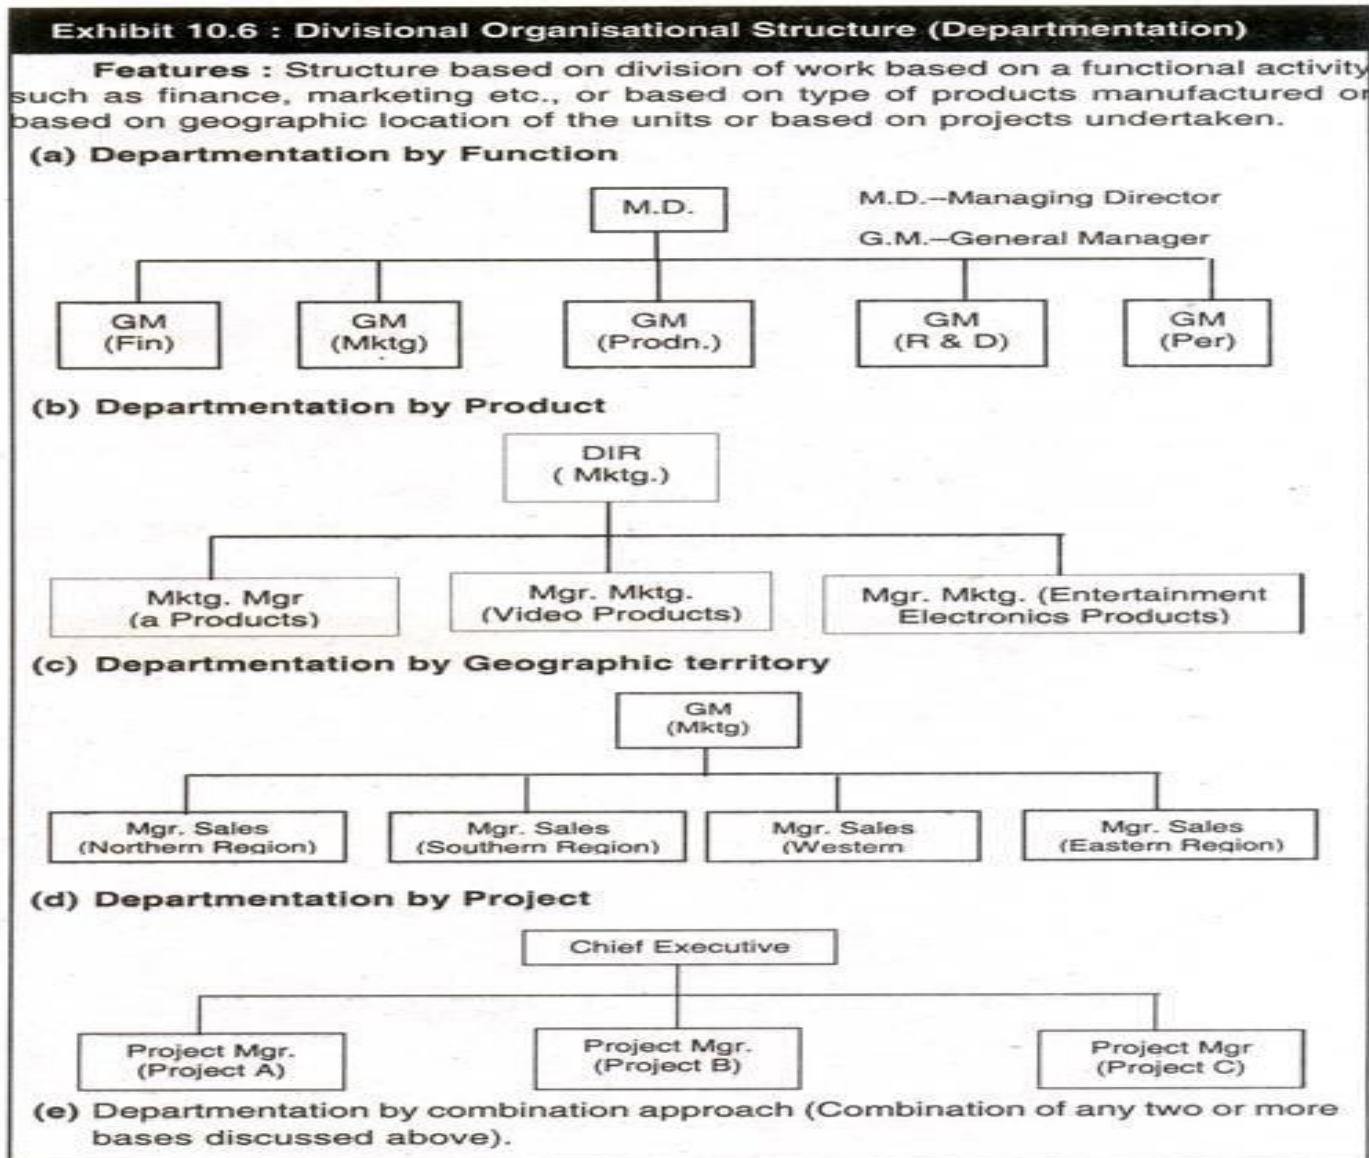 Exhibit 10.6 : Divisional Organisational Structure (Departmentation)
Features : Structure based on division of work based on a functional activity
such as finance, marketing etc., or based on type of products manufactured or
based on geographic location of the units or based on projects undertaken.
(a) Departmentation by Function
M.D.
M.D.–Managing Director
G.M.–General Manager
GM
(Fin)
GM
(Mktg)
GM
(Prodn.)
GM
(R & D)
GM
(Per)
(b) Departmentation by Product
DIR
( Mktg.)
Mktg. Mgr
(a Products)
Mgr. Mktg.
(Video Products)
Mgr. Mktg. (Entertainment
Electronics Products)
(c) Departmentation by Geographic territory
GM
(Mktg)
Mgr. Sales
(Northern Region)
Mgr. Sales
(Southern Region)
Mgr. Sales
(Western
Mgr. Sales
(Eastern Region)
(d) Departmentation by Project
Chief Executive
Project Mgr.
(Project A)
Project Mgr.
(Project B)
Project Mgr
(Project C)
(e) Departmentation by combination approach (Combination of any two or more
bases discussed above).